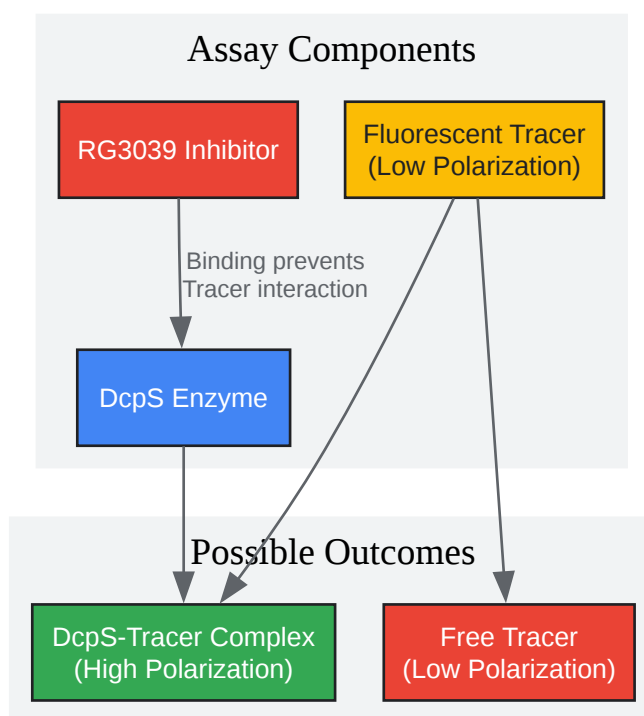 Assay Components
RG3039 Inhibitor
Fluorescent Tracer
(Low Polarization)
Binding prevents
Tracer interaction
DcpS Enzyme
Possible Outcomes
DcpS-Tracer Complex
(High Polarization)
Free Tracer
(Low Polarization)